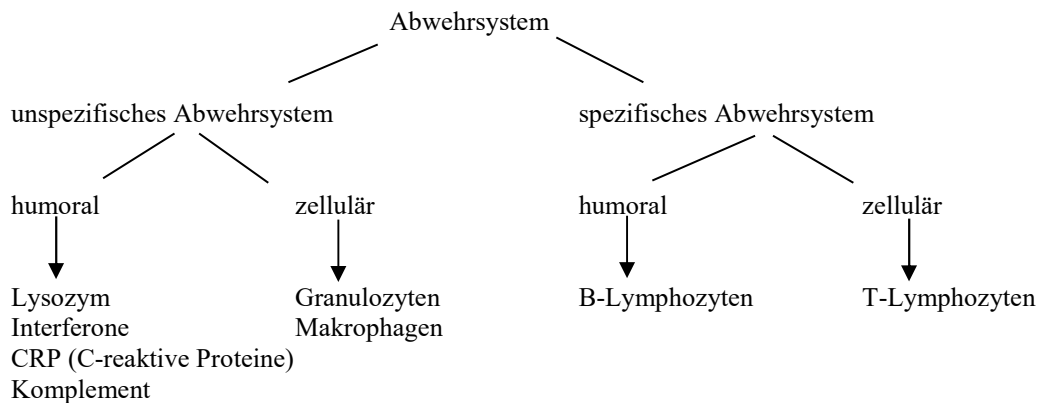 Abwehrsystem
unspezifisches Abwehrsystem
spezifisches Abwehrsystem
humoral
zellulär
humoral
zellulär
Lysozym
Interferone
CRP (C-reaktive Proteine)
Komplement
Granulozyten
Makrophagen
B-Lymphozyten
T-Lymphozyten